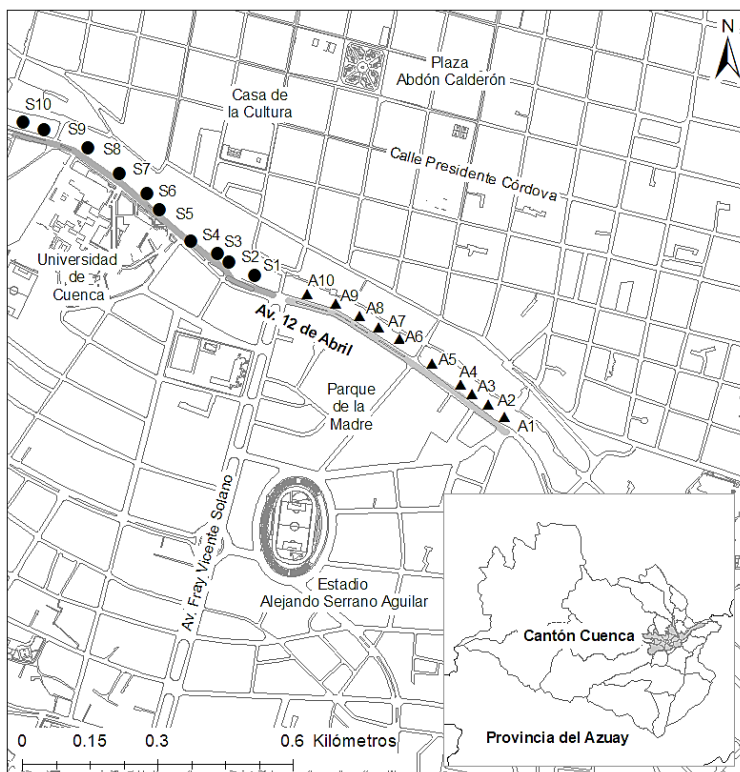 N
Plaza
Abdón Calderón
Casa de
la Cultura
Calle Presidente Córdova
S10
S9
S8
S7
S6
S5
S4
S3
S2
S1
Universidad
de
Cuenca
A10
A9
A8
A7
A6
A5
A4
A3
A2
A1
Av. 12 de Abril
Parque
de la
Madre
Av. Fray Vicente Solano
Estadio
Alejando Serrano Aguilar
Cantón Cuenca
Provincia del Azuay
0 0.15 0.3 0.6 Kilómetros